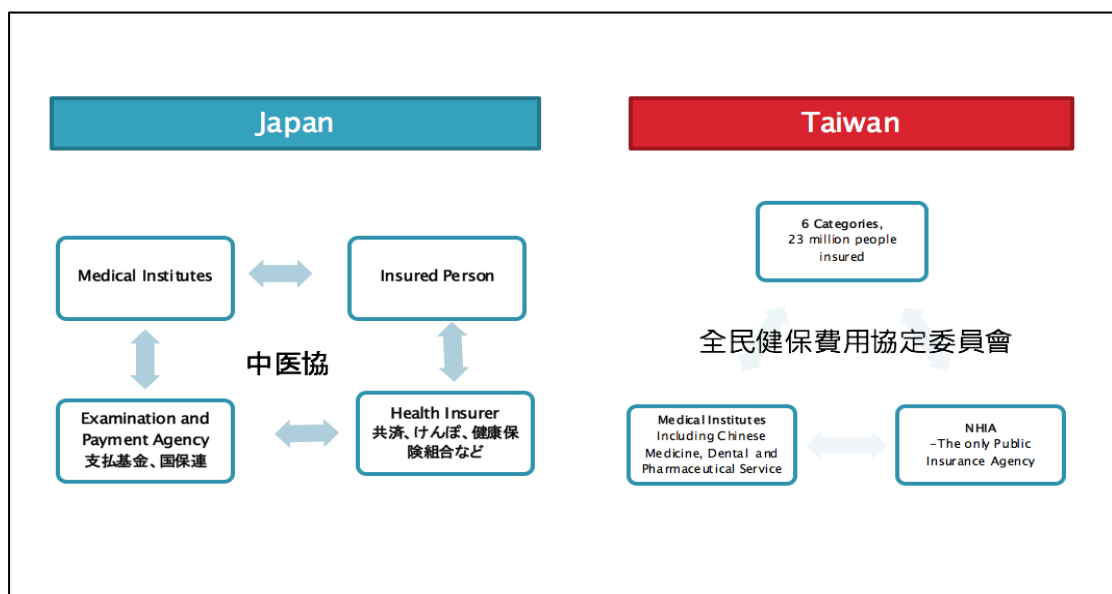 Japan
Medical Institutes
Insured Person
中医協
Examination and
Payment Agency
支払基金、国保連
Health Insurer
共済、けんぽ、健康保
険組合など
Taiwan
6 Categories,
23 million people
insured
全民健保費用協定委員會
Medical Institutes
Including Chinese
Medicine, Dental and
Pharmaceutical Service
NHIA
–The only Public
Insurance Agency